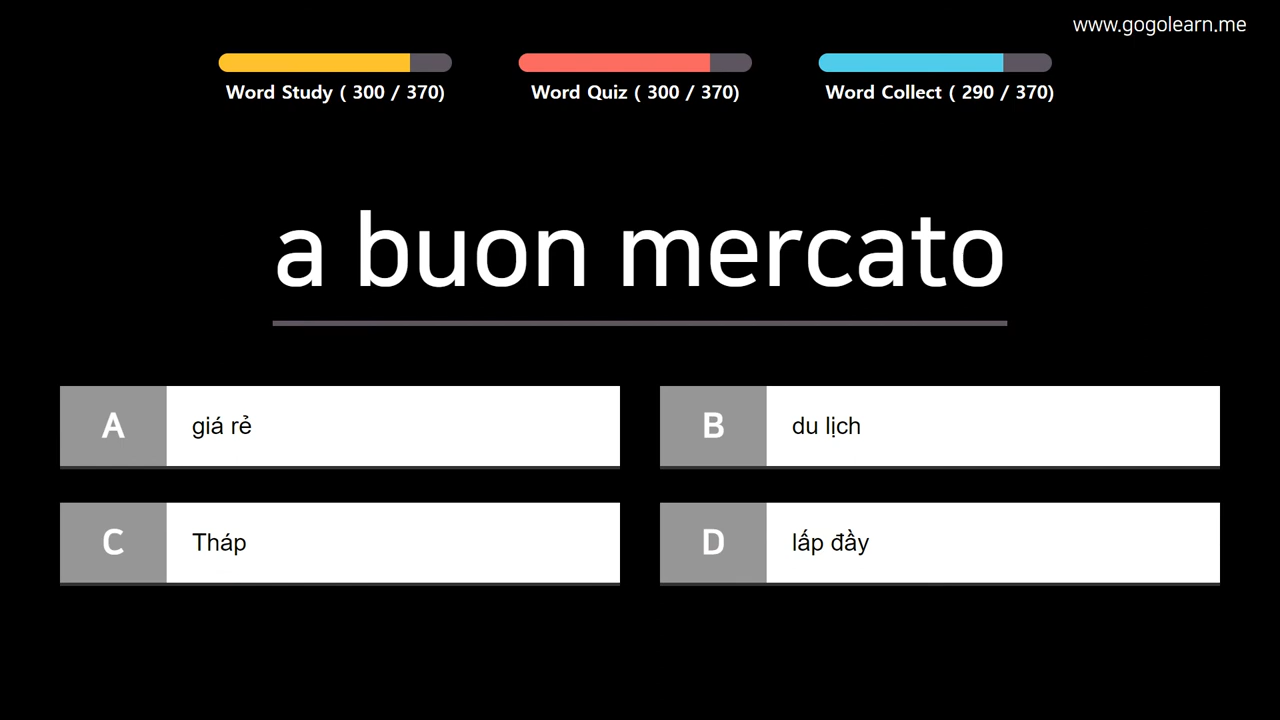 www.gogolearn.me
Word Study ( 300 / 370)
Word Quiz ( 300 / 370)
Word Collect ( 290 / 370)
a buon mercato
A giá rẻ
B du lịch
C Tháp
D lấp đầy